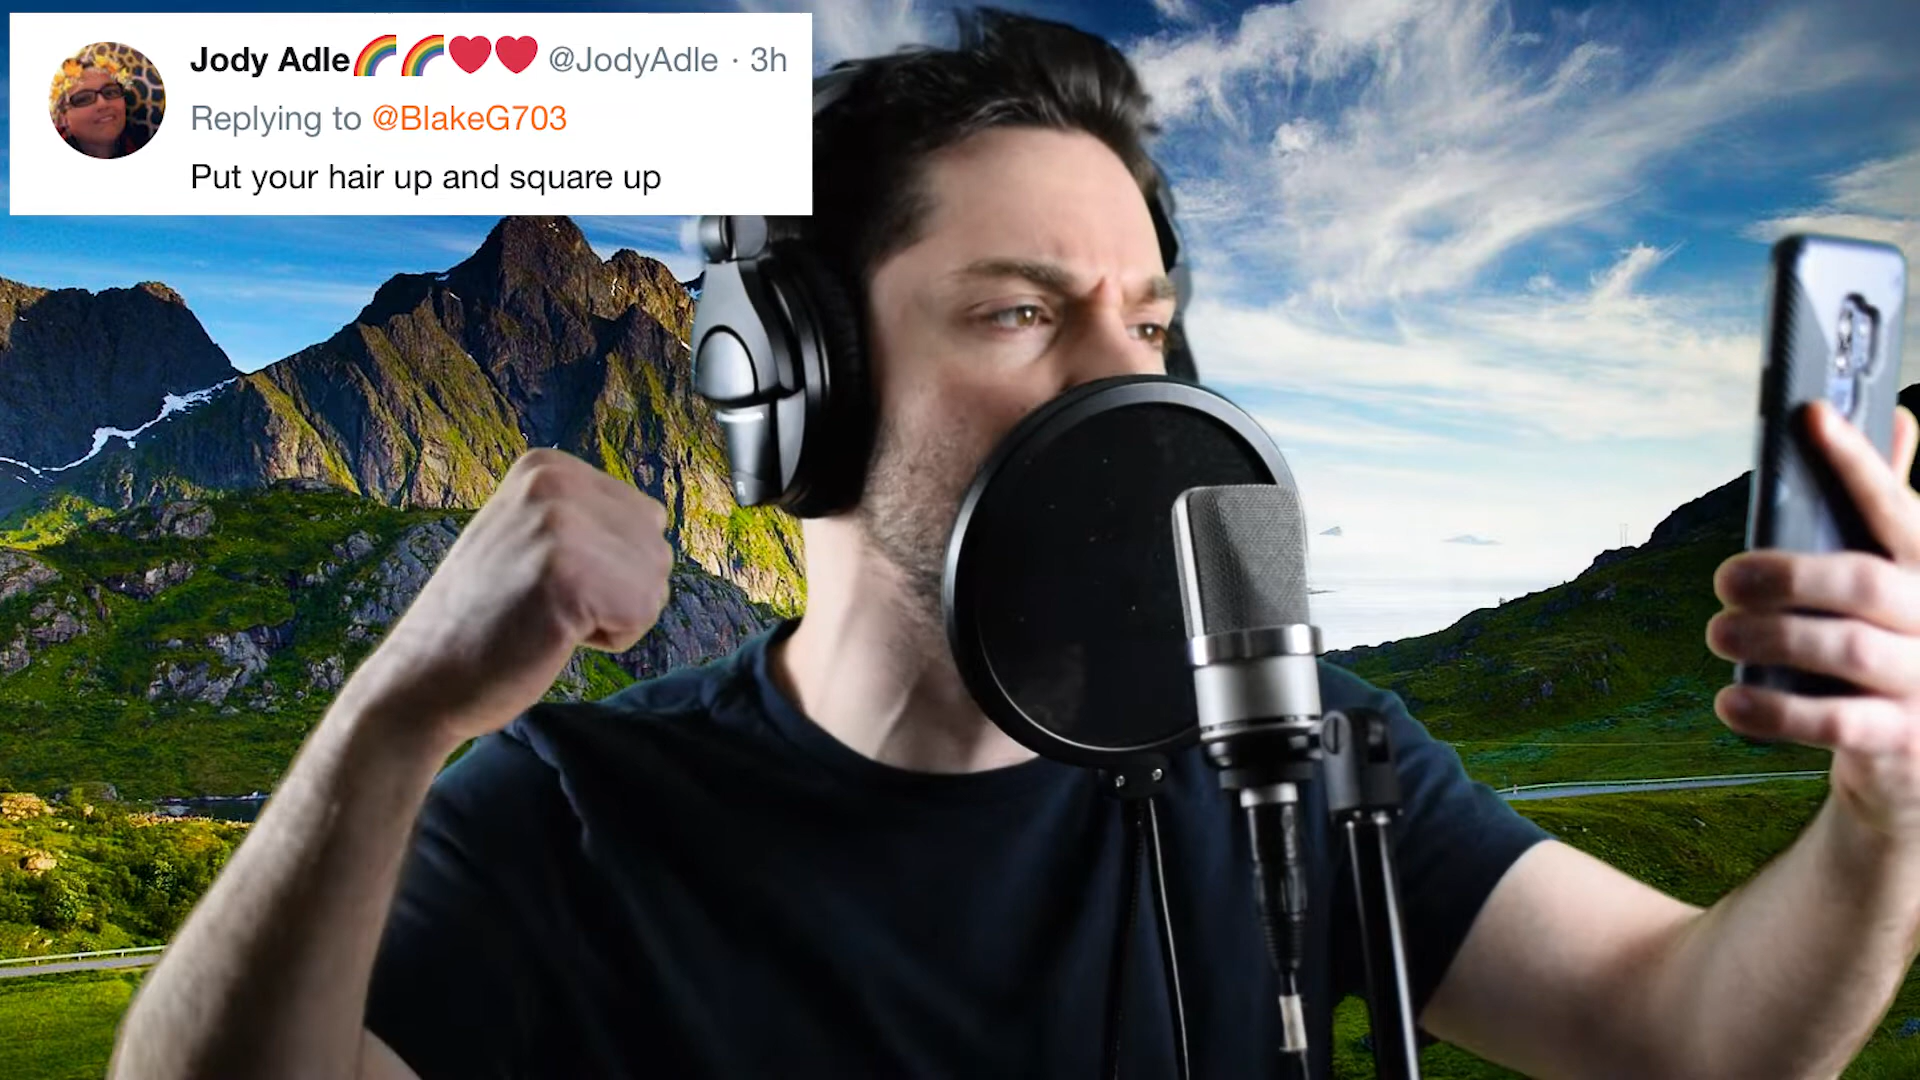 Jody Adle🌈🌈❤️❤️ @JodyAdle · 3h
Replying to @BlakeG703
Put your hair up and square up